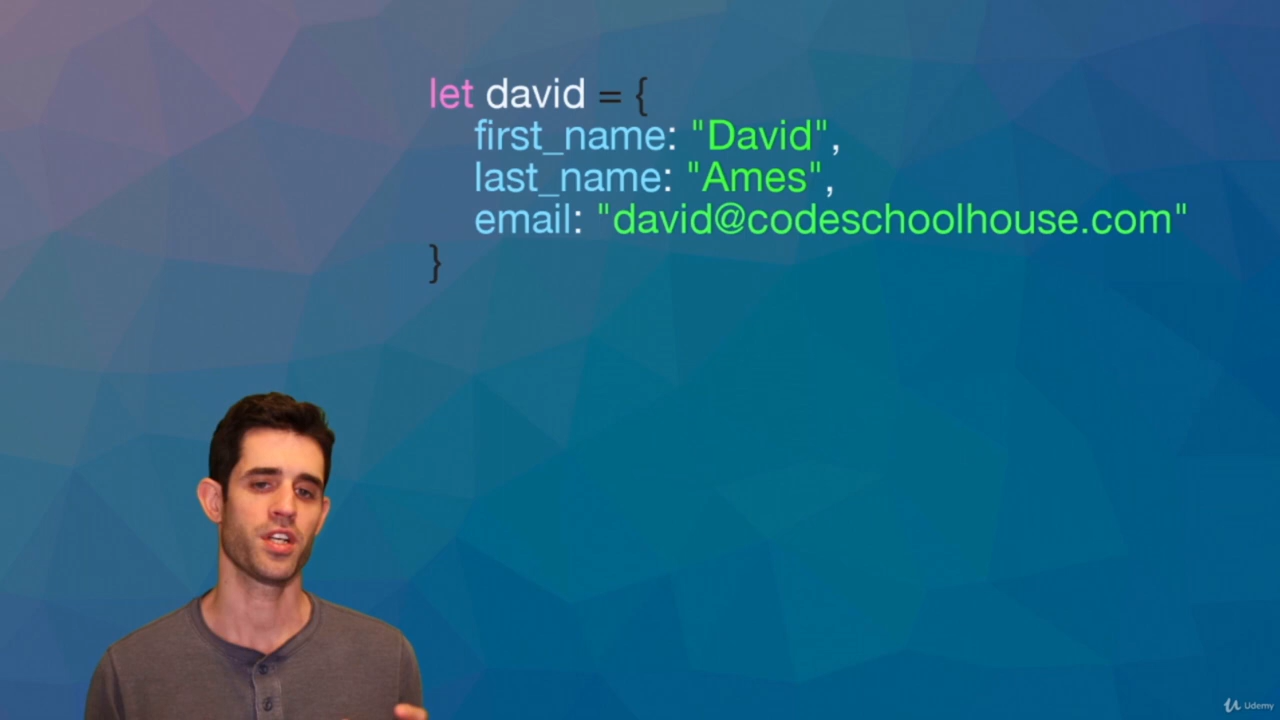 let david = {
first_name: "David",
last_name: "Ames",
email: "david@codeschoolhouse.com"
}
Udemy